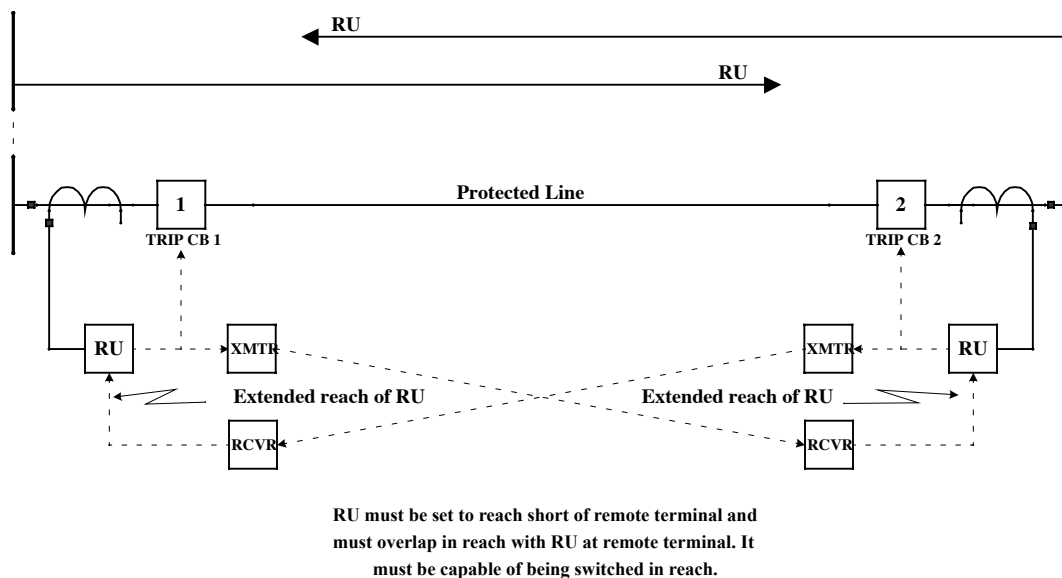 RU
RU
Protected Line
1
2
TRIP CB 1
TRIP CB 2
RU
XMTR
XMTR
RU
Extended reach of RU
Extended reach of RU
RCVR
RCVR
RU must be set to reach short of remote terminal and
must overlap in reach with RU at remote terminal. It
must be capable of being switched in reach.